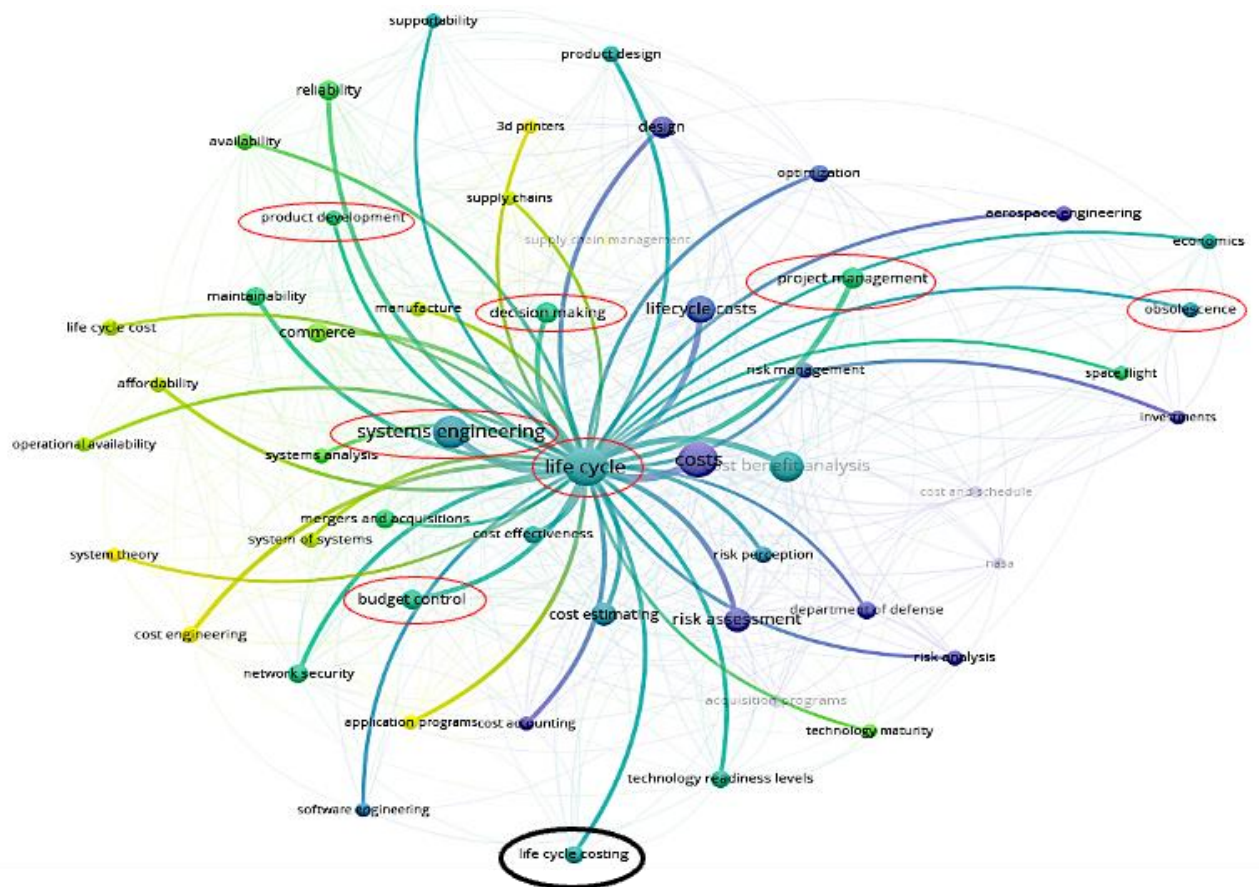 supportability
product design
reliability
3d printers
design
availability
optimization
supply chains
aerospace engineering
product development
supply chain management
economics
project management
maintainability
manufacture
decision making
lifecycle costs
obsolescence
life cycle cost
commerce
risk management
space flight
affordability
investments
systems engineering
operational availability
systems analysis
life cycle
costs
cost benefit analysis
cost and schedule
mergers and acquisitions
system of systems
cost effectiveness
system theory
risk perception
nasa
budget control
cost estimating
risk assessment
department of defense
cost engineering
risk analysis
network security
acquisition programs
application programs
cost accounting
technology maturity
technology readiness levels
software engineering
life cycle costing